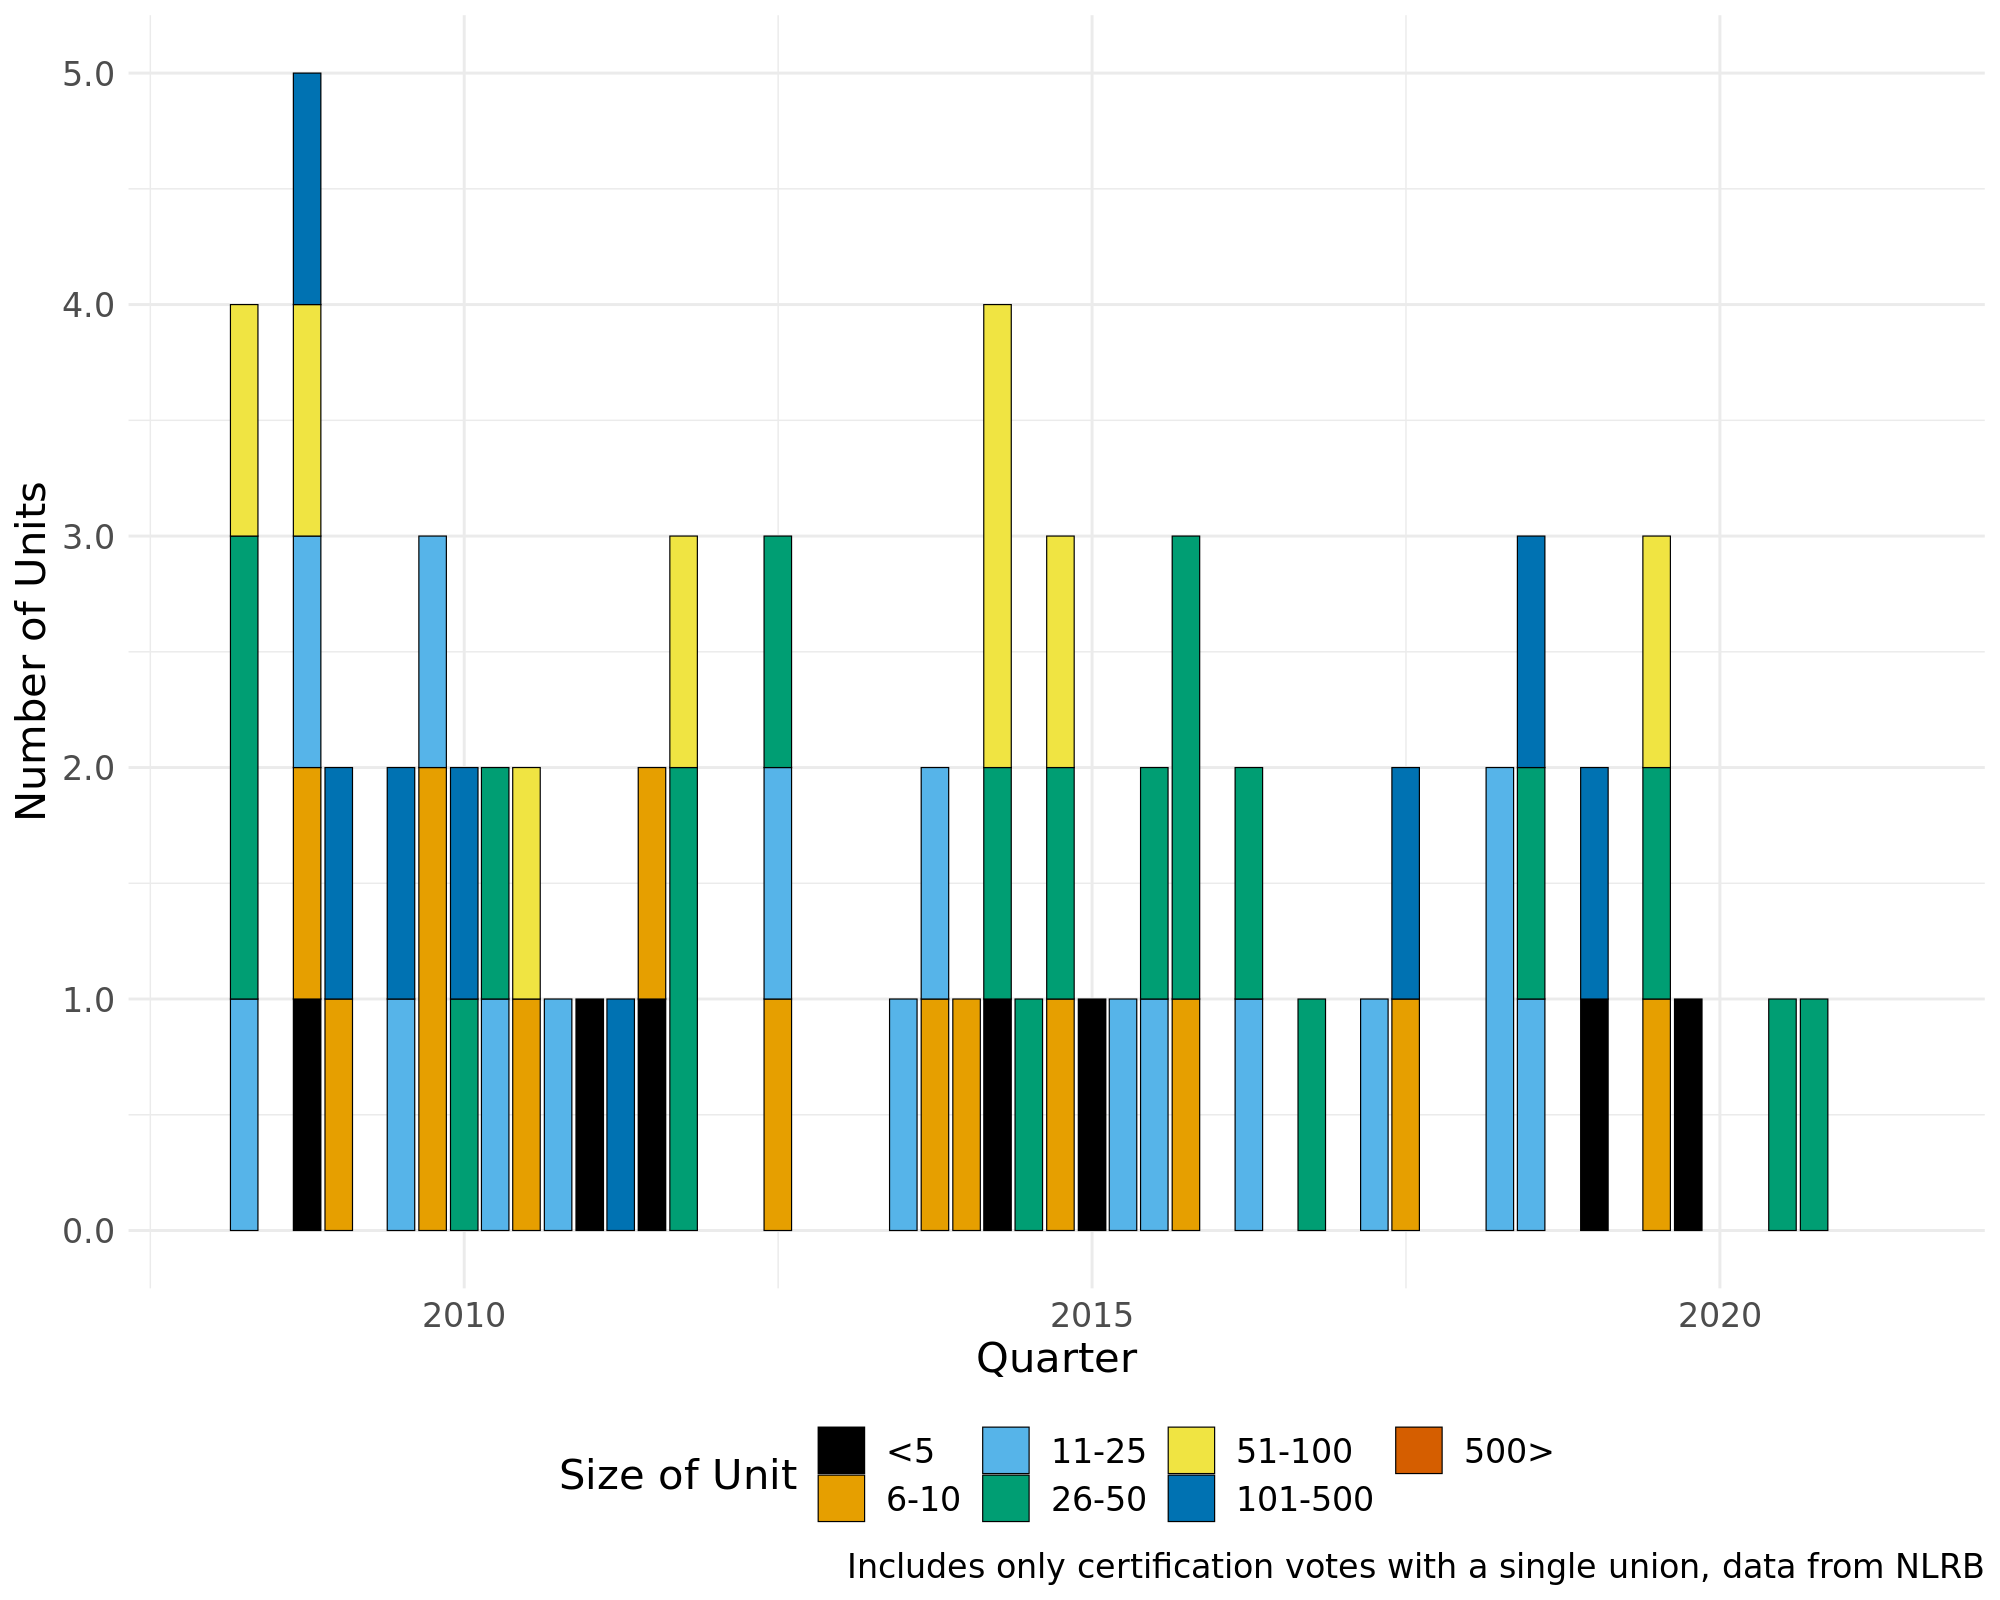 5.0
4.0
3.0
2.0
1.0
0.0
Number of Units
2010 2015 2020
Quarter
Size of Unit
<5 11-25 51-100 500>
6-10 26-50 101-500
Includes only certification votes with a single union, data from NLRB